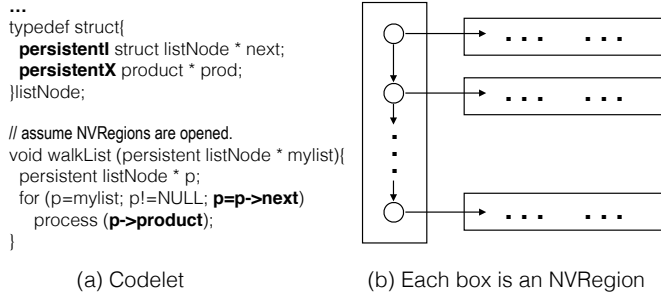 ...
typedef struct{
persistentI struct listNode * next;
persistentX product * prod;
}listNode;
// assume NVRegions are opened.
void walkList (persistent listNode * mylist){
persistent listNode * p;
for (p=mylist; p!=NULL; p=p->next)
process (p->product);
}
(a) Codelet
... ...
... ...
... ...
(b) Each box is an NVRegion